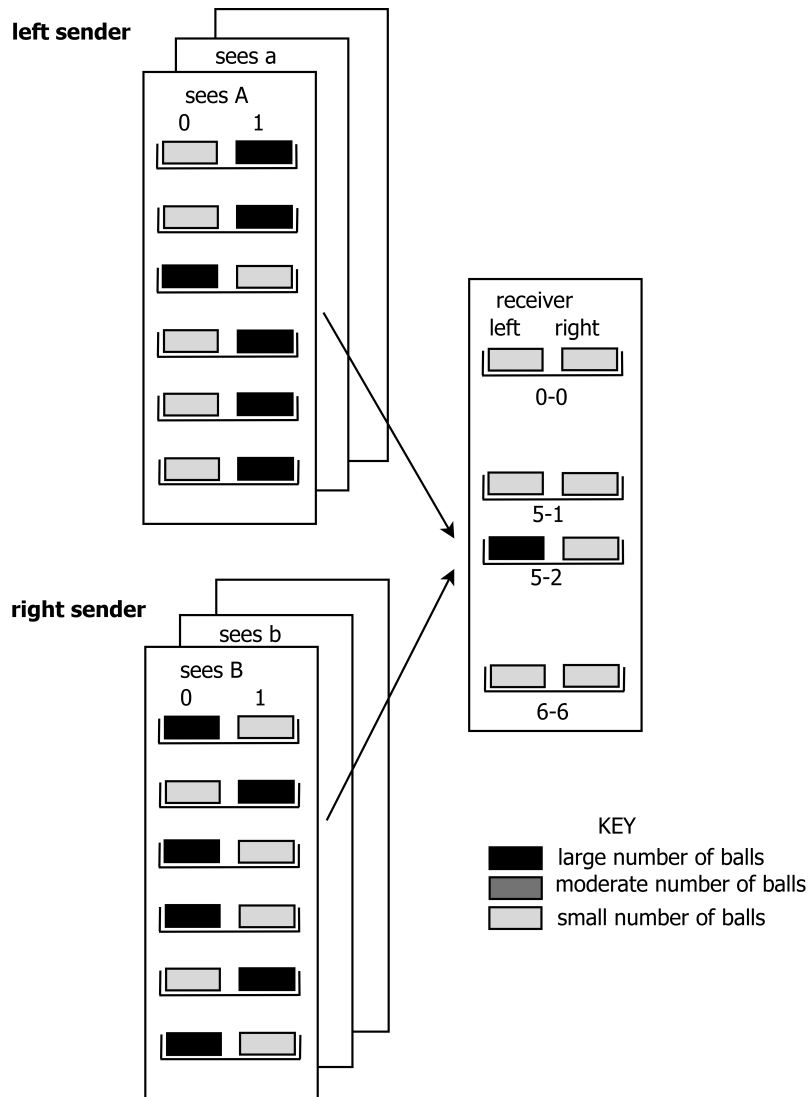 left sender
sees a
sees A
0 1
receiver
left right
0-0
5-1
5-2
6-6
right sender
sees b
sees B
0 1
KEY
large number of balls
moderate number of balls
small number of balls